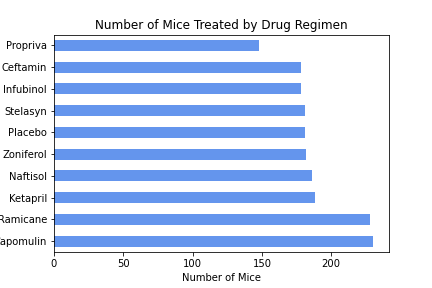 Number of Mice Treated by Drug Regimen
Propriva
Ceftamin
Infubinol
Stelasyn
Placebo
Zoniferol
Naftisol
Ketapril
Ramicane
apomulin
0 50 100 150 200
Number of Mice